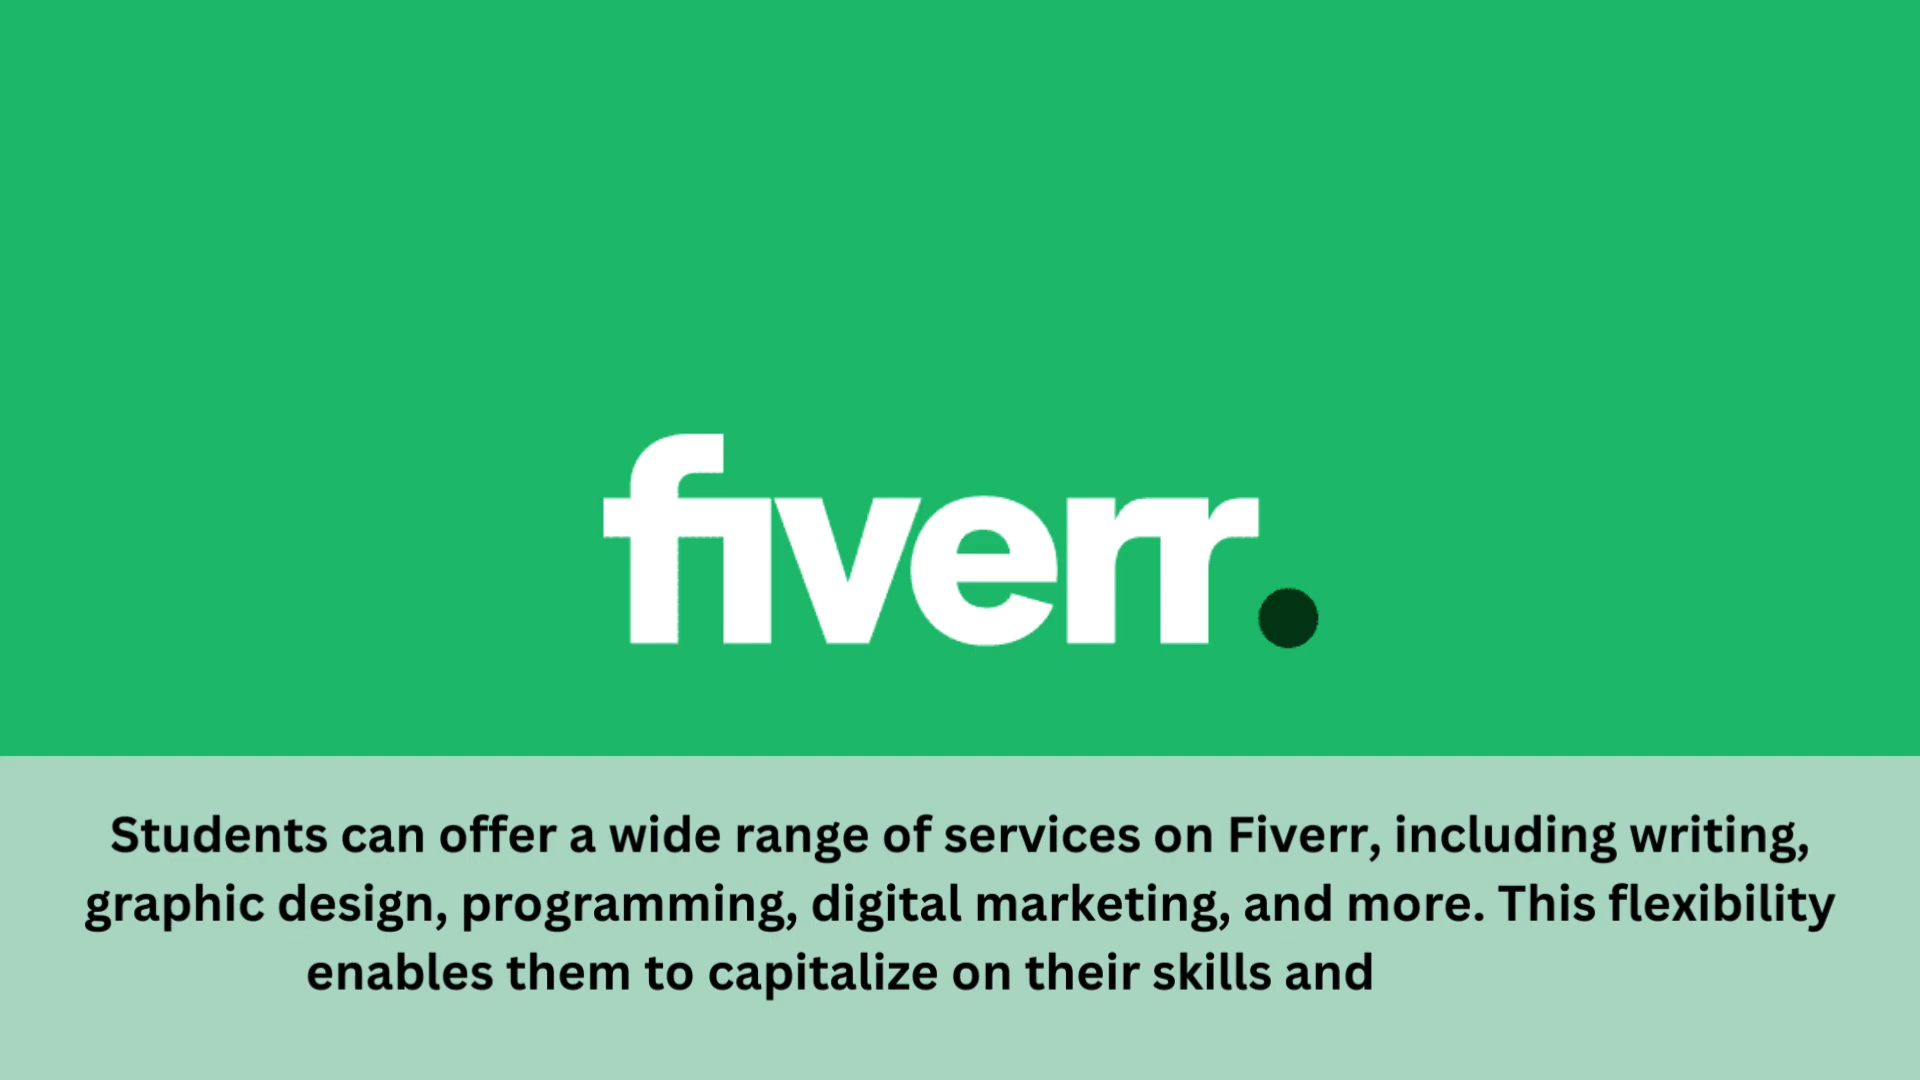 fiverr.
Students can offer a wide range of services on Fiverr, including writing,
graphic design, programming, digital marketing, and more. This flexibility
enables them to capitalize on their skills and